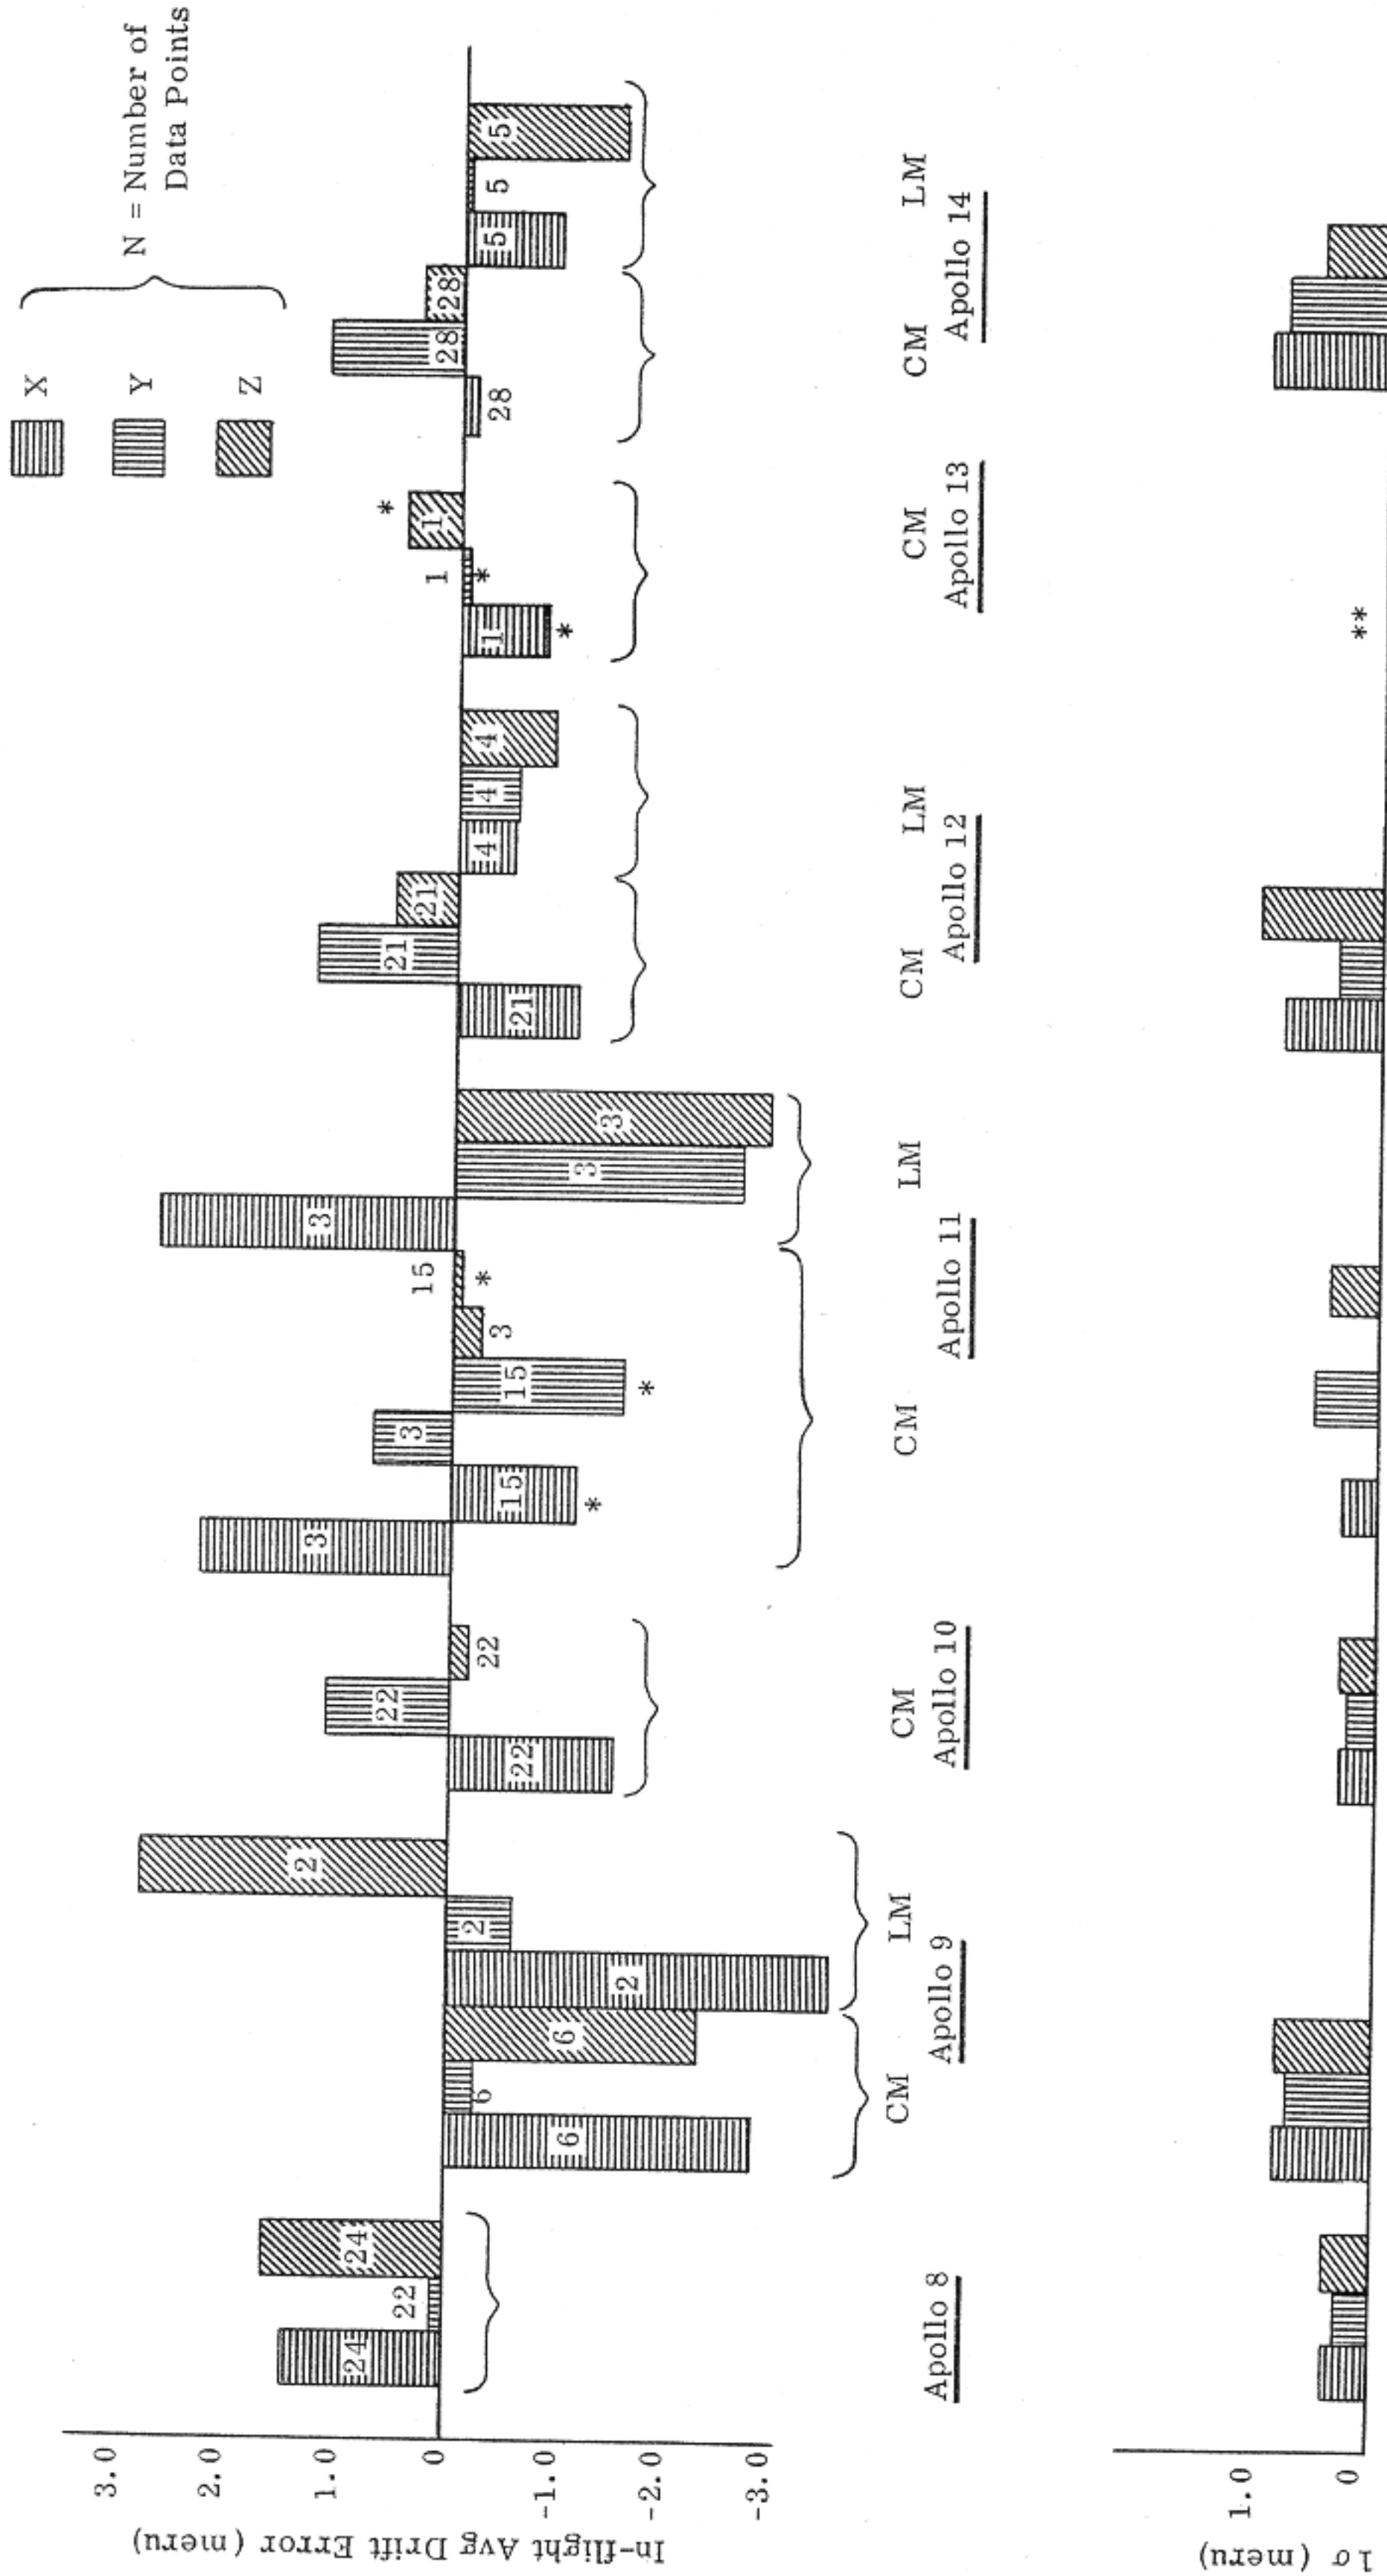 X
Y
Z
N = Number of
Data Points
In-flight Avg Drift Error (meru)
3.0
2.0
1.0
0
-1.0
-2.0
-3.0
24
22
24
6
6
6
2
2
2
22
22
22
3
15
*
3
15
*
3
15
*
3
3
3
21
21
21
4
4
4
1
*
1
*
1
*
28
28
28
5
5
5
Apollo 8
CM
LM
Apollo 9
CM
Apollo 10
CM
LM
Apollo 11
CM
LM
Apollo 12
CM
Apollo 13
CM
LM
Apollo 14
1σ (meru)
1.0
0
**